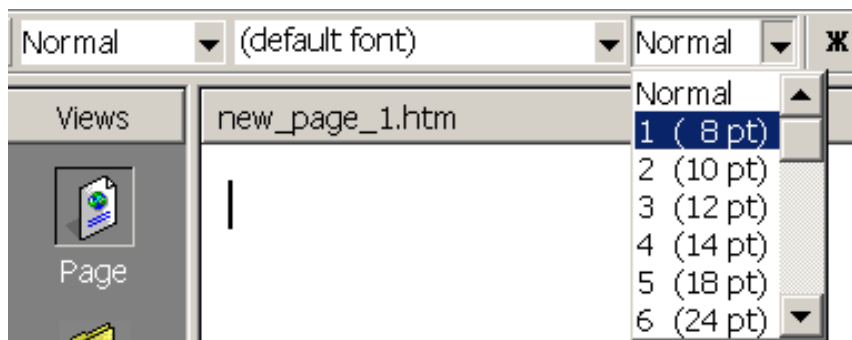 Normal (default font) Normal Ж
Views new_page_1.htm
Normal
1 ( 8 pt)
2 (10 pt)
3 (12 pt)
4 (14 pt)
Page
5 (18 pt)
6 (24 pt)